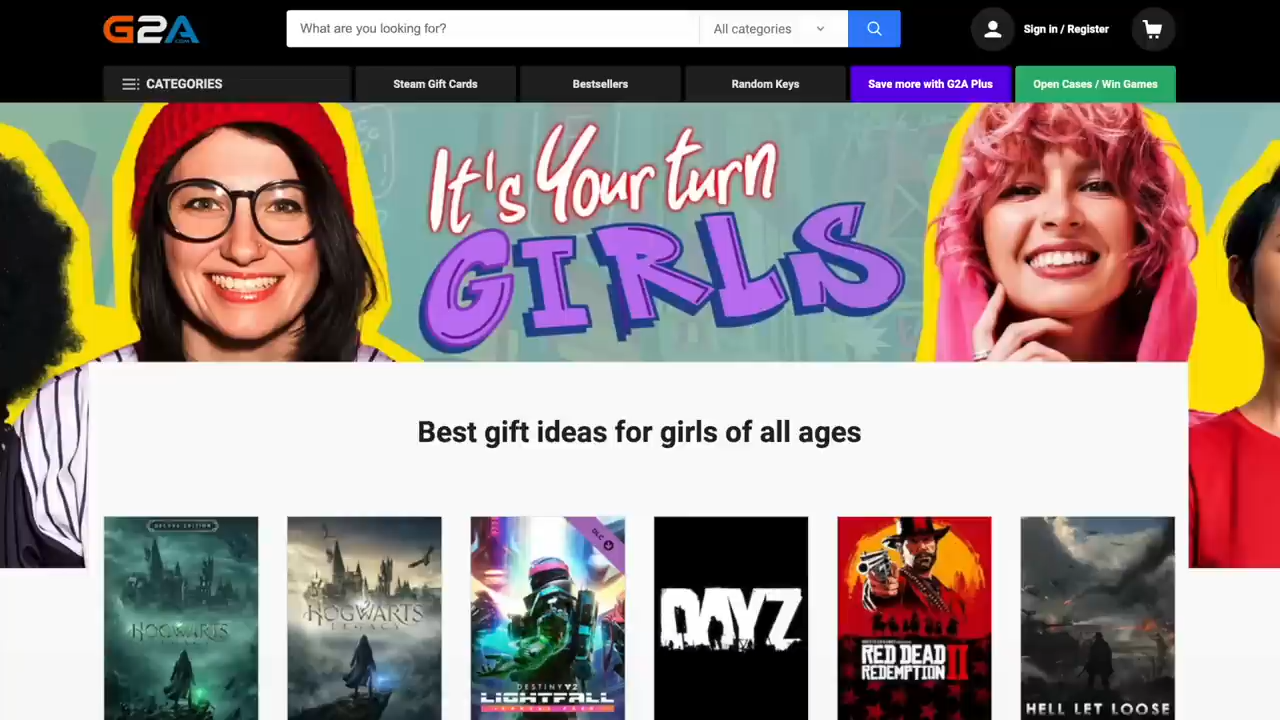 G2A
.COM
What are you looking for?
All categories
Sign in / Register
CATEGORIES
Steam Gift Cards
Bestsellers
Random Keys
Save more with G2A Plus
Open Cases / Win Games
It's Your turn
GIRLS
Best gift ideas for girls of all ages
DELUXE EDITION
HOGWARTS
HOGWARTS
LEGACY
DLC
DESTINY 2
LIGHTFALL
DAYZ
RED DEAD
REDEMPTION II
HELL LET LOOSE